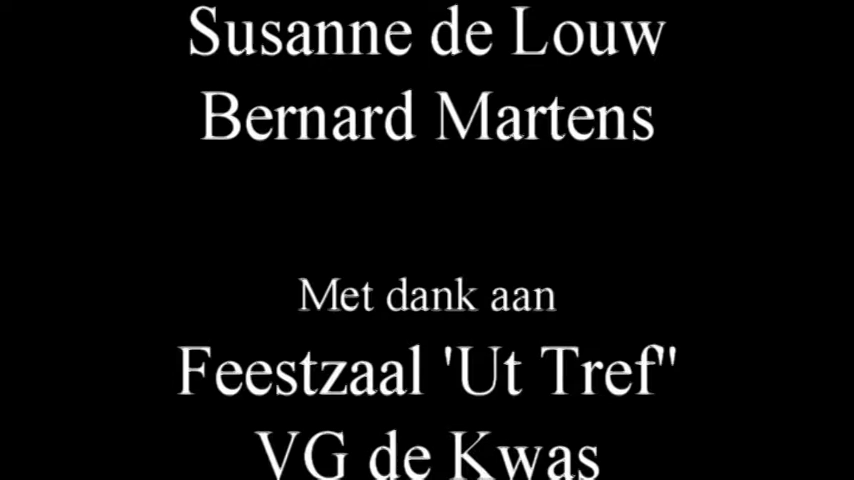 Susanne de Louw
Bernard Martens
Met dank aan
Feestzaal 'Ut Tref"
VG de Kwas